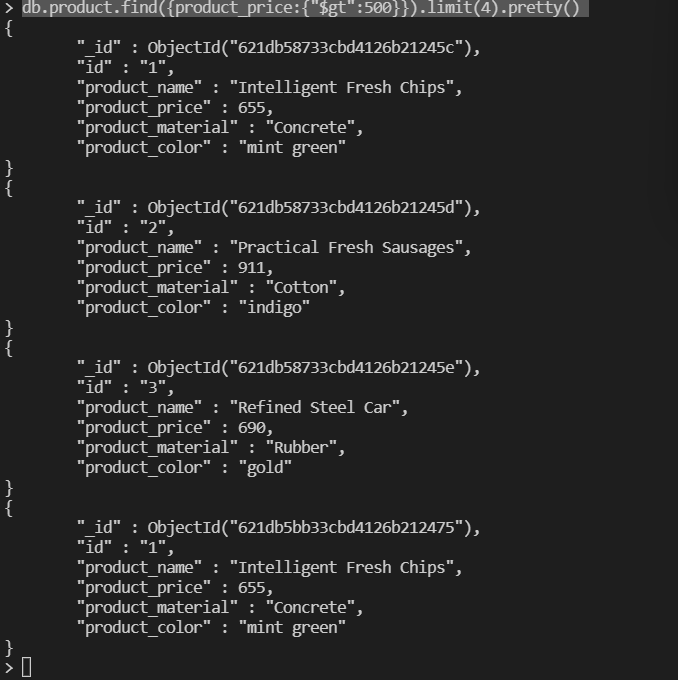 > db.product.find({product_price:{"$gt":500}}).limit(4).pretty()
{
        "_id" : ObjectId("621db58733cbd4126b21245c"),
        "id" : "1",
        "product_name" : "Intelligent Fresh Chips",
        "product_price" : 655,
        "product_material" : "Concrete",
        "product_color" : "mint green"
}
{
        "_id" : ObjectId("621db58733cbd4126b21245d"),
        "id" : "2",
        "product_name" : "Practical Fresh Sausages",
        "product_price" : 911,
        "product_material" : "Cotton",
        "product_color" : "indigo"
}
{
        "_id" : ObjectId("621db58733cbd4126b21245e"),
        "id" : "3",
        "product_name" : "Refined Steel Car",
        "product_price" : 690,
        "product_material" : "Rubber",
        "product_color" : "gold"
}
{
        "_id" : ObjectId("621db5bb33cbd4126b212475"),
        "id" : "1",
        "product_name" : "Intelligent Fresh Chips",
        "product_price" : 655,
        "product_material" : "Concrete",
        "product_color" : "mint green"
}
>